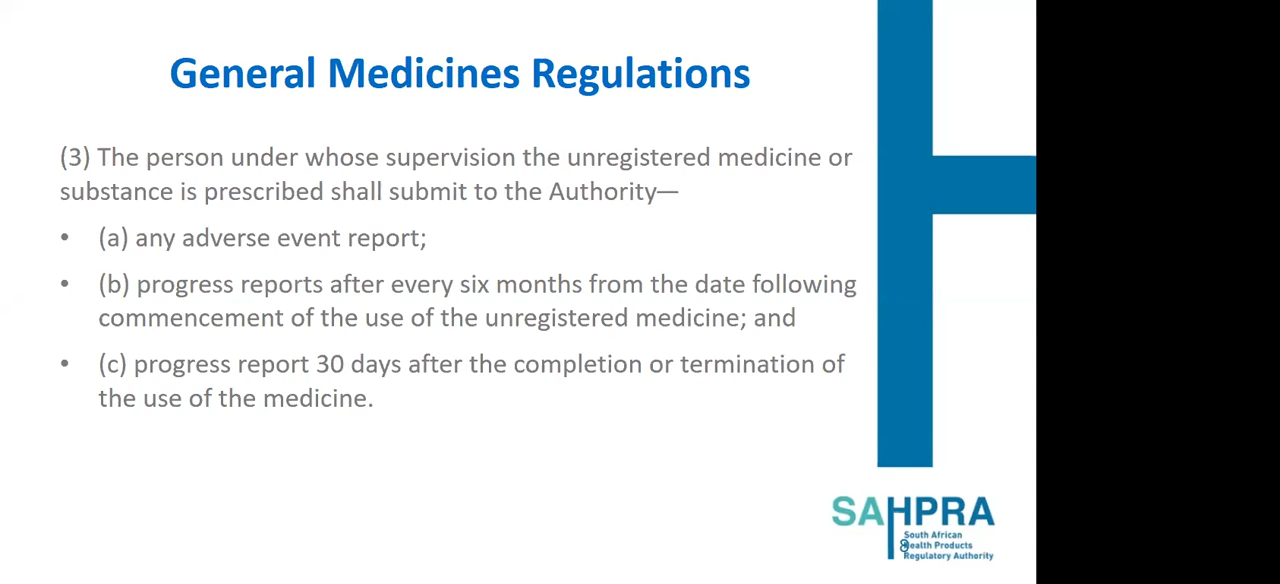 General Medicines Regulations
(3) The person under whose supervision the unregistered medicine or
substance is prescribed shall submit to the Authority—
• (a) any adverse event report;
• (b) progress reports after every six months from the date following
commencement of the use of the unregistered medicine; and
• (c) progress report 30 days after the completion or termination of
the use of the medicine.
SAHPRA
South African
Health Products
Regulatory Authority
8